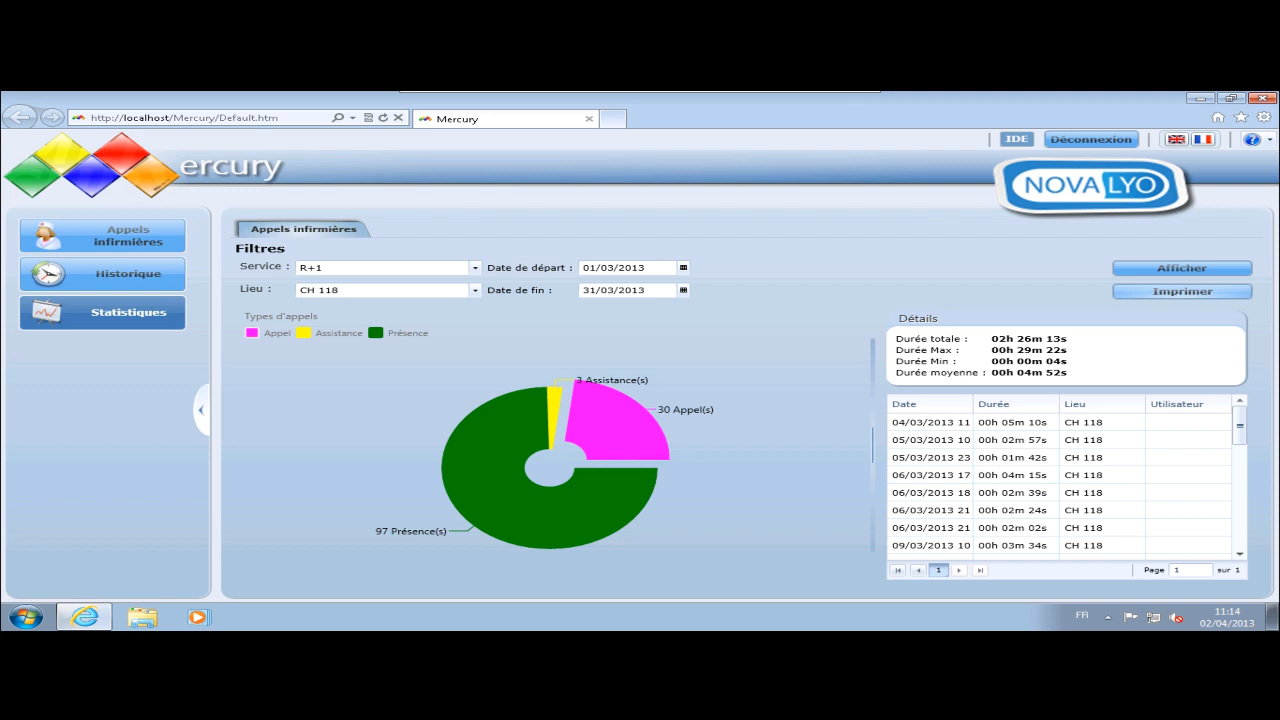 http://localhost/Mercury/Default.htm
Mercury
IDE
Déconnexion
ercury
NOVALYO
Appels infirmières
Historique
Statistiques
Appels infirmières
Filtres
Service : R+1
Date de départ : 01/03/2013
Lieu : CH 118
Date de fin : 31/03/2013
Afficher
Imprimer
Types d'appels
Appel Assistance Présence
3 Assistance(s)
30 Appel(s)
97 Présence(s)
Détails
Durée totale : 02h 26m 13s
Durée Max : 00h 29m 22s
Durée Min : 00h 00m 04s
Durée moyenne : 00h 04m 52s
Date Durée Lieu Utilisateur
04/03/2013 11 00h 05m 10s CH 118
05/03/2013 10 00h 02m 57s CH 118
05/03/2013 23 00h 01m 42s CH 118
06/03/2013 17 00h 04m 15s CH 118
06/03/2013 18 00h 02m 39s CH 118
06/03/2013 21 00h 02m 24s CH 118
06/03/2013 21 00h 02m 02s CH 118
09/03/2013 10 00h 03m 34s CH 118
1
Page 1 sur 1
FR
11:14
02/04/2013